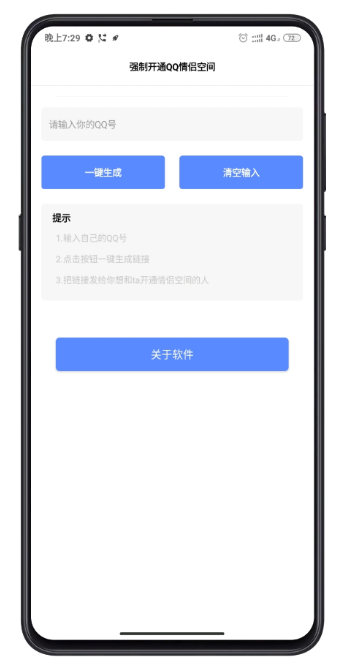 晚上7:29
4G
72
强制开通QQ情侣空间
请输入你的QQ号
一键生成
清空输入
提示
1.输入自己的QQ号
2.点击按钮一键生成链接
3.把链接发给你想和ta开通情侣空间的人
关于软件